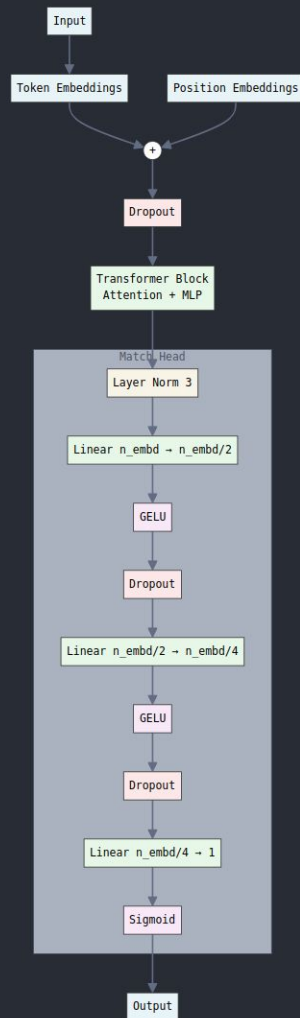 Input
Token Embeddings
Position Embeddings
+
Dropout
Transformer Block
Attention + MLP
Match Head
Layer Norm 3
Linear n_embd → n_embd/2
GELU
Dropout
Linear n_embd/2 → n_embd/4
GELU
Dropout
Linear n_embd/4 → 1
Sigmoid
Output